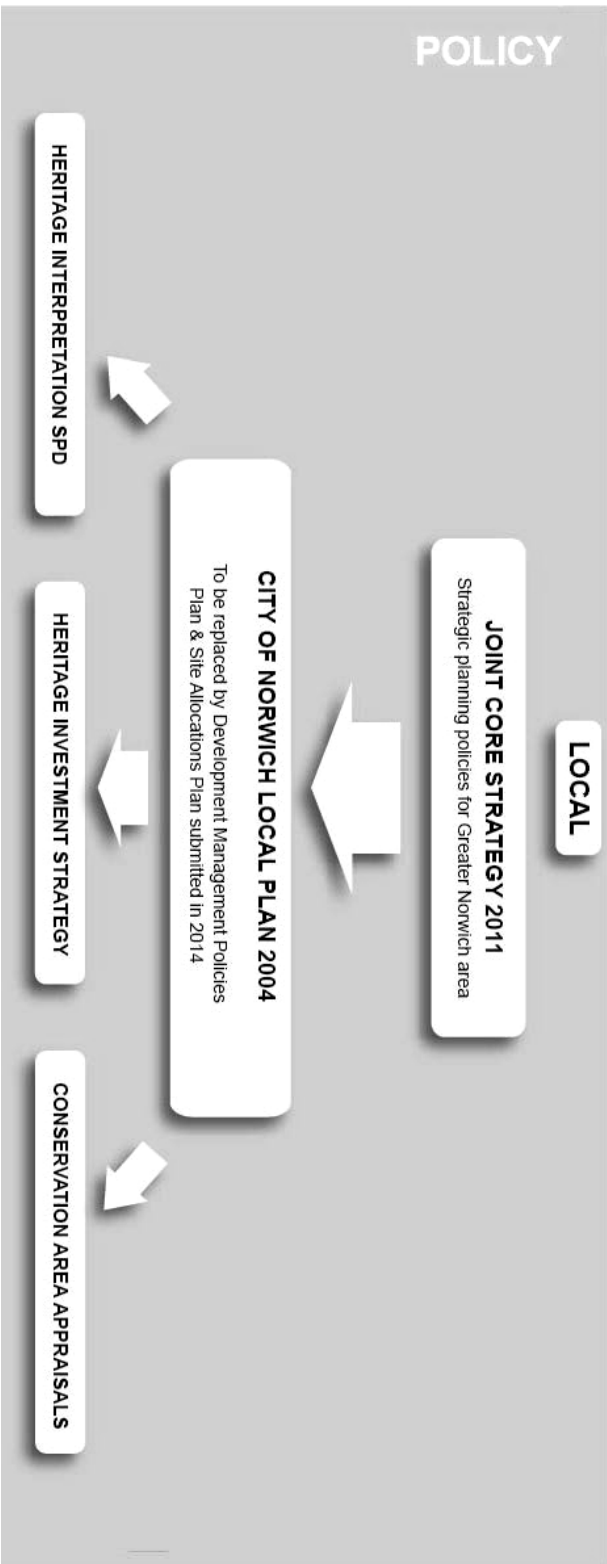 POLICY
LOCAL
JOINT CORE STRATEGY 2011
Strategic planning policies for Greater Norwich area
CITY OF NORWICH LOCAL PLAN 2004
To be replaced by Development Management Policies
Plan & Site Allocations Plan submitted in 2014
HERITAGE INTERPRETATION SPD
HERITAGE INVESTMENT STRATEGY
CONSERVATION AREA APPRAISALS